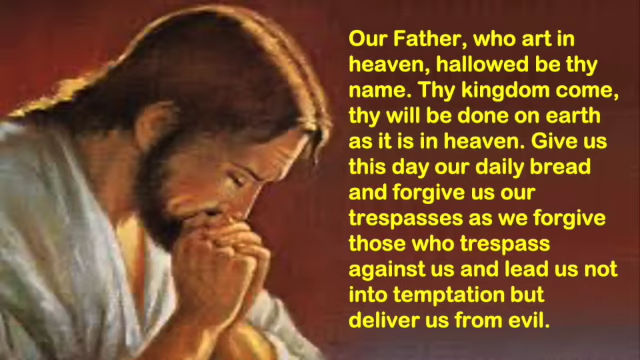 Our Father, who art in
heaven, hallowed be thy
name. Thy kingdom come,
thy will be done on earth
as it is in heaven. Give us
this day our daily bread
and forgive us our
trespasses as we forgive
those who trespass
against us and lead us not
into temptation but
deliver us from evil.